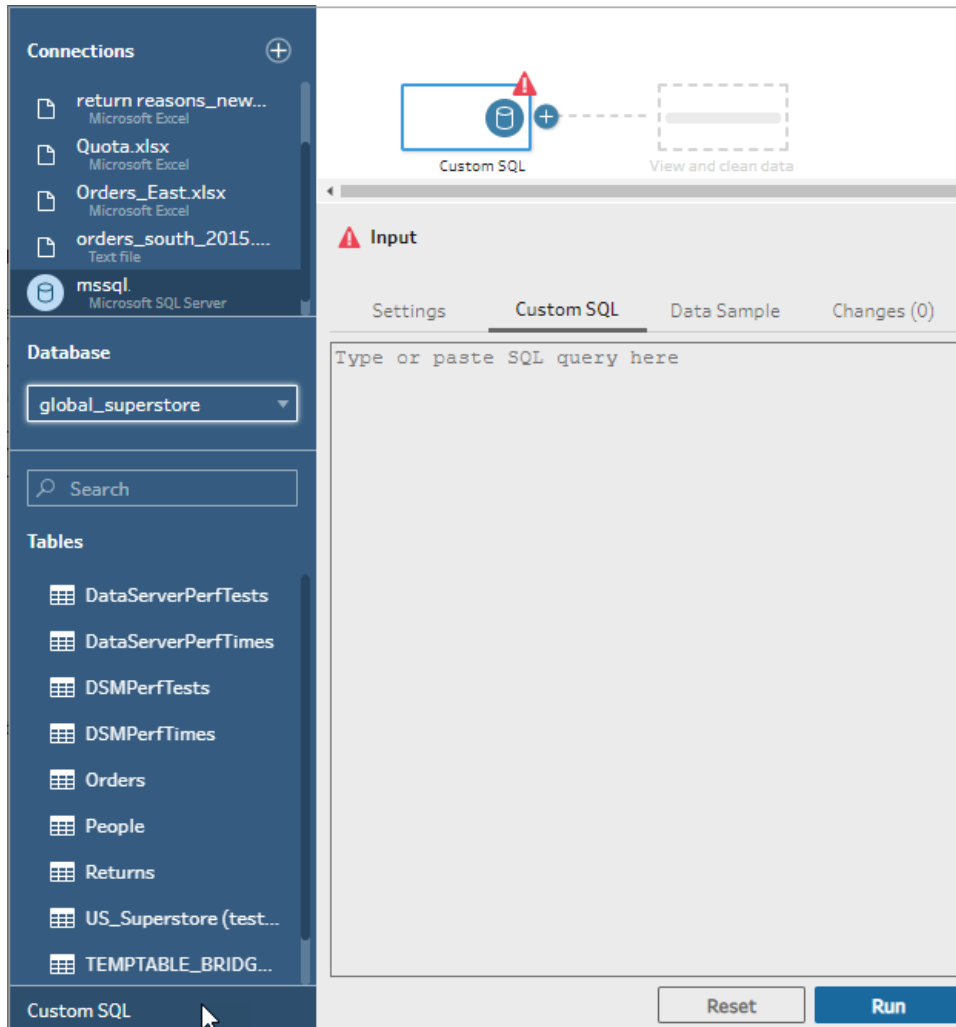 Connections
return reasons_new...
Microsoft Excel
Quota.xlsx
Microsoft Excel
Orders_East.xlsx
Microsoft Excel
orders_south_2015....
Text file
mssql.
Microsoft SQL Server
Database
global_superstore
Search
Tables
DataServerPerfTests
DataServerPerfTimes
DSMPerfTests
DSMPerfTimes
Orders
People
Returns
US_Superstore (test...
TEMPTABLE_BRIDG...
Custom SQL
Custom SQL
View and clean data
Input
Settings
Custom SQL
Data Sample
Changes (0)
Type or paste SQL query here
Reset
Run